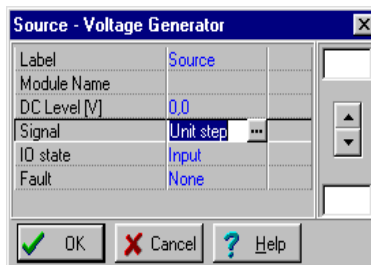 Source - Voltage Generator
Label Source
Module Name
DC Level [V] 0,0
Signal Unit step ...
IO state Input
Fault None
OK Cancel ? Help